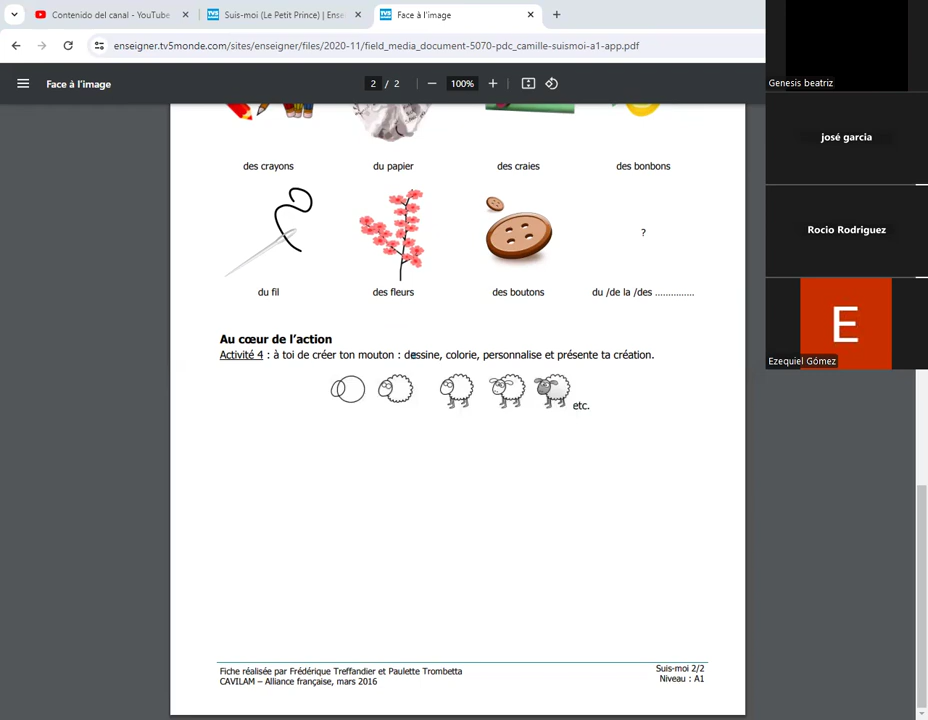 Contenido del canal - YouTube
Suis-moi (Le Petit Prince) | Ense
Face à l'image
enseigner.tv5monde.com/sites/enseigner/files/2020-11/field_media_document-5070-pdc_camille-suismoi-a1-app.pdf
Face à l'image
2 / 2
100%
des crayons
du papier
des craies
des bonbons
?
du fil
des fleurs
des boutons
du /de la /des ...............
Au cœur de l'action
Activité 4 : à toi de créer ton mouton : dessine, colorie, personnalise et présente ta création.
etc.
Fiche réalisée par Frédérique Treffandier et Paulette Trombetta
CAVILAM – Alliance française, mars 2016
Suis-moi 2/2
Niveau : A1
Genesis beatriz
josé garcia
Rocio Rodriguez
E
Ezequiel Gómez